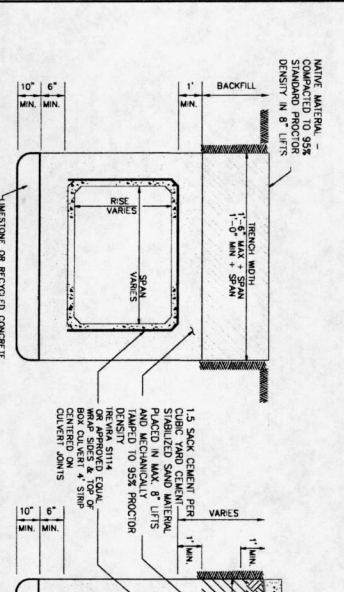 NATIVE MATERIAL -
COMPACTED TO 95%
STANDARD PROCTOR
DENSITY IN 8" LIFTS
BACKFILL
1'
MIN.
6"
MIN.
10"
MIN.
TRENCH WIDTH
1'-6" MAX + SPAN
1'-0" MIN + SPAN
RISE
VARIES
SPAN
VARIES
LIMESTONE OR RECYCLED CONCRETE
1.5 SACK CEMENT PER
CUBIC YARD CEMENT
STABILIZED SAND MATERIAL
PLACED IN MAX. 8" LIFTS
AND MECHANICALLY
TAMPED TO 95% PROCTOR
DENSITY
TREVIRA S1114
OR APPROVED EQUAL
WRAP SIDES & TOP OF
BOX CULVERT 4' STRIP
CENTERED ON
CULVERT JOINTS
VARIES
1'
MIN.
1'
MIN.
6"
MIN.
10"
MIN.